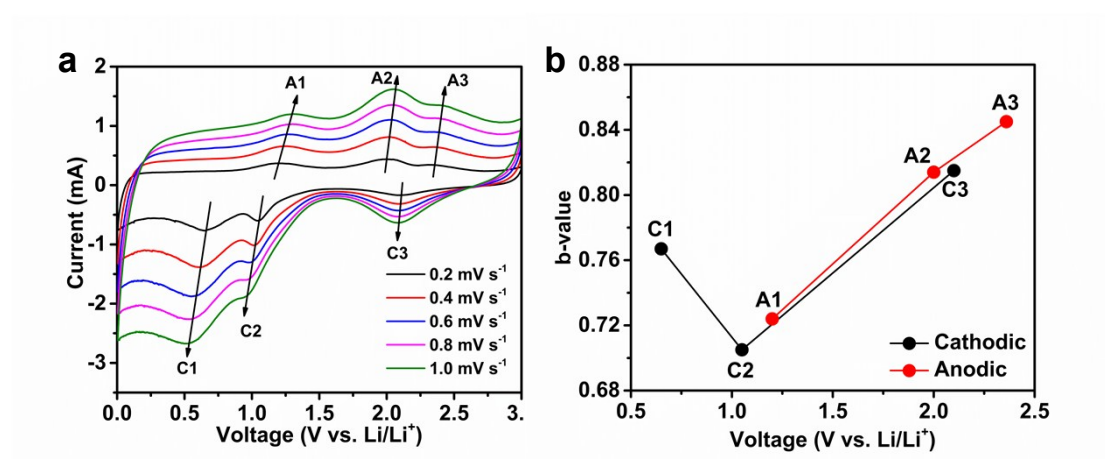 a
2
1
0
-1
-2
-3
Current (mA)
A1
A2
A3
C1
C2
C3
0.2 mV s⁻¹
0.4 mV s⁻¹
0.6 mV s⁻¹
0.8 mV s⁻¹
1.0 mV s⁻¹
0.0 0.5 1.0 1.5 2.0 2.5 3.
Voltage (V vs. Li/Li⁺)
b
0.88
0.84
0.80
0.76
0.72
0.68
b-value
C1
C2
A1
A2
C3
A3
Cathodic
Anodic
0.5 1.0 1.5 2.0 2.5
Voltage (V vs. Li/Li⁺)